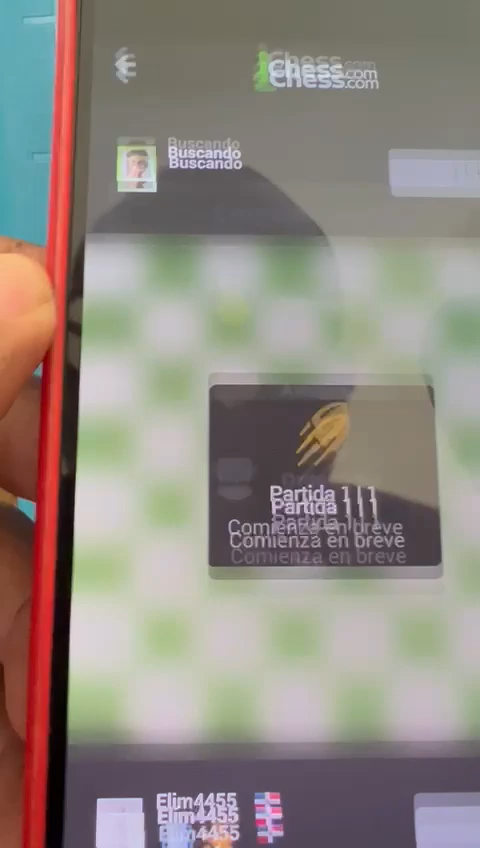 Chess.com
Buscando
Partida 1 | 1
Comienza en breve
Elim4455